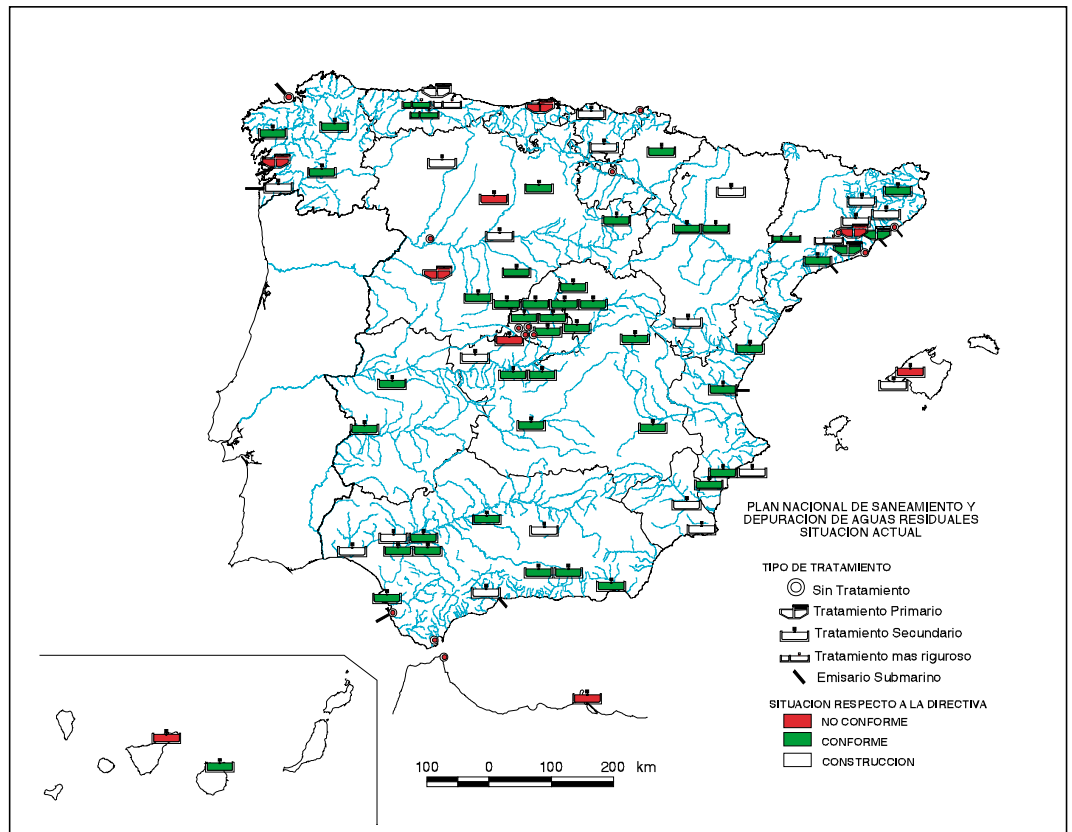 PLAN NACIONAL DE SANEAMIENTO Y
DEPURACION DE AGUAS RESIDUALES
SITUACION ACTUAL
TIPO DE TRATAMIENTO
Sin Tratamiento
Tratamiento Primario
Tratamiento Secundario
Tratamiento mas riguroso
Emisario Submarino
SITUACION RESPECTO A LA DIRECTIVA
NO CONFORME
CONFORME
CONSTRUCCION
100 0 100 200 km